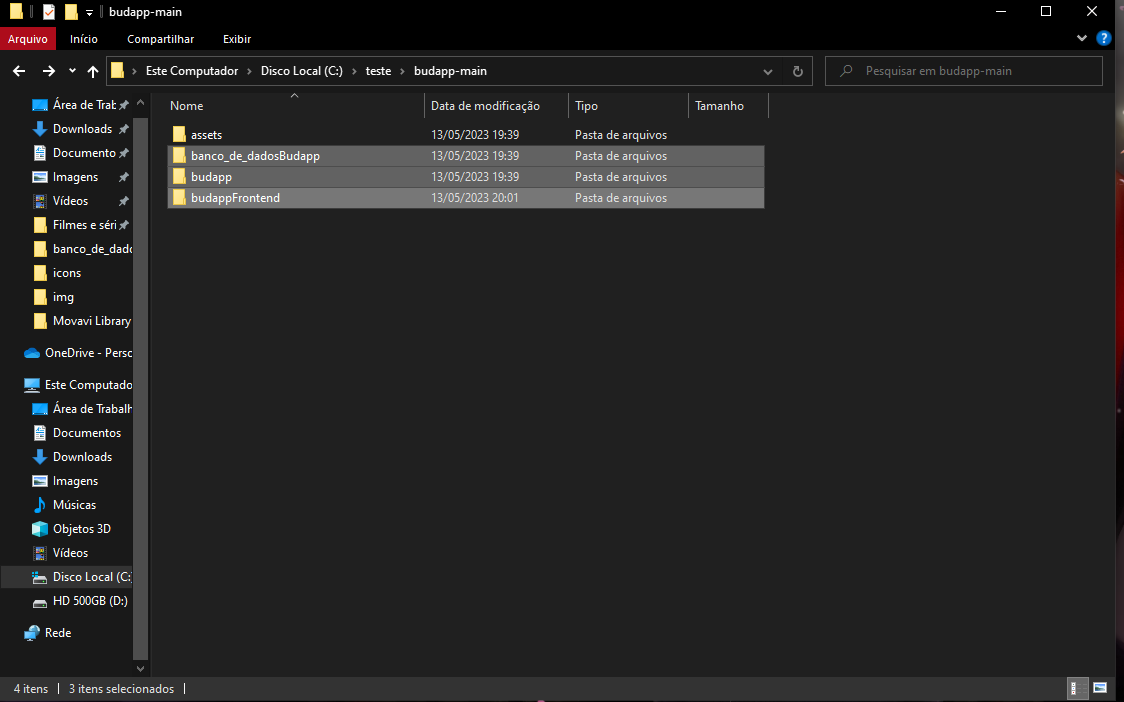 budapp-main
Arquivo Início Compartilhar Exibir ?
Este Computador > Disco Local (C:) > teste > budapp-main
Pesquisar em budapp-main
Nome Data de modificação Tipo Tamanho
assets 13/05/2023 19:39 Pasta de arquivos
banco_de_dadosBudapp 13/05/2023 19:39 Pasta de arquivos
budapp 13/05/2023 19:39 Pasta de arquivos
budappFrontend 13/05/2023 20:01 Pasta de arquivos
Área de Trab
Downloads
Documento
Imagens
Vídeos
Filmes e séri
banco_de_dado
icons
img
Movavi Library
OneDrive - Perso
Este Computado
Área de Trabalh
Documentos
Downloads
Imagens
Músicas
Objetos 3D
Vídeos
Disco Local (C:)
HD 500GB (D:)
Rede
4 itens 3 itens selecionados